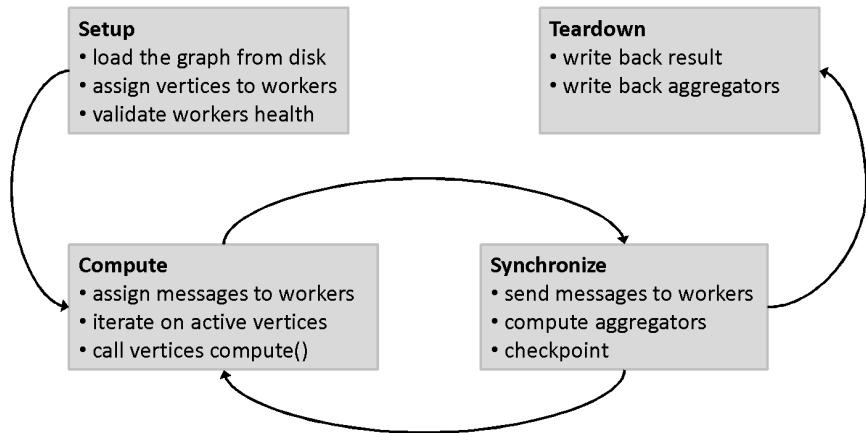 Setup
• load the graph from disk
• assign vertices to workers
• validate workers health
Teardown
• write back result
• write back aggregators
Compute
• assign messages to workers
• iterate on active vertices
• call vertices compute()
Synchronize
• send messages to workers
• compute aggregators
• checkpoint